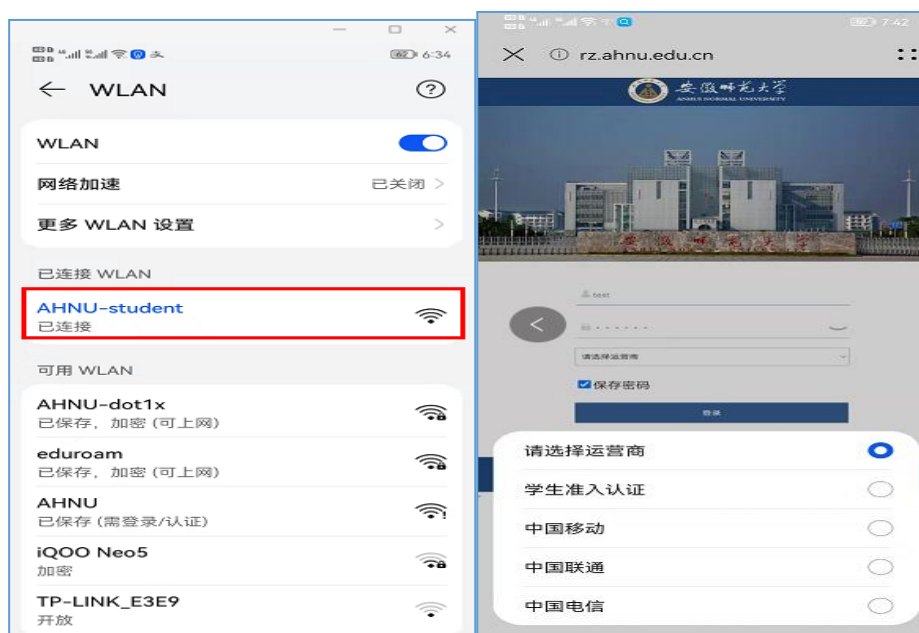 6:34
WLAN
WLAN
网络加速
已关闭
更多 WLAN 设置
已连接 WLAN
AHNU-student
已连接
可用 WLAN
AHNU-dot1x
已保存，加密 (可上网)
eduroam
已保存，加密 (可上网)
AHNU
已保存 (需登录/认证)
iQOO Neo5
加密
TP-LINK_E3E9
开放
7:42
rz.ahnu.edu.cn
安徽师范大学
ANHUI NORMAL UNIVERSITY
安徽师范大学
test
请选择运营商
保存密码
登录
请选择运营商
学生准入认证
中国移动
中国联通
中国电信